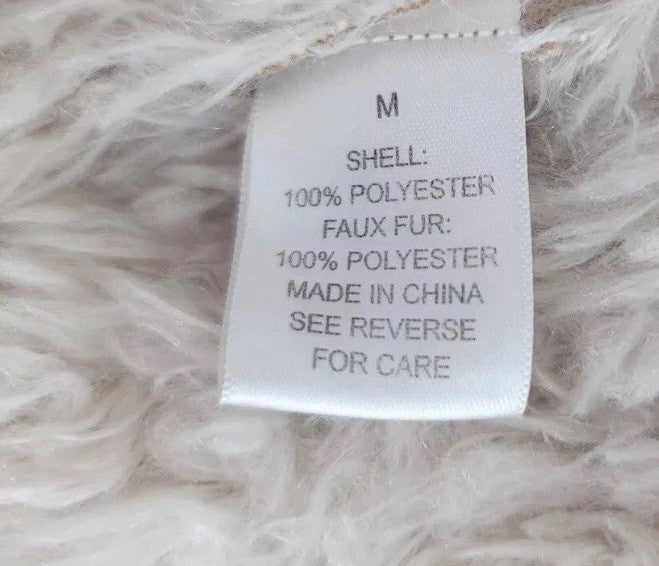 M
SHELL:
100% POLYESTER
FAUX FUR:
100% POLYESTER
MADE IN CHINA
SEE REVERSE
FOR CARE